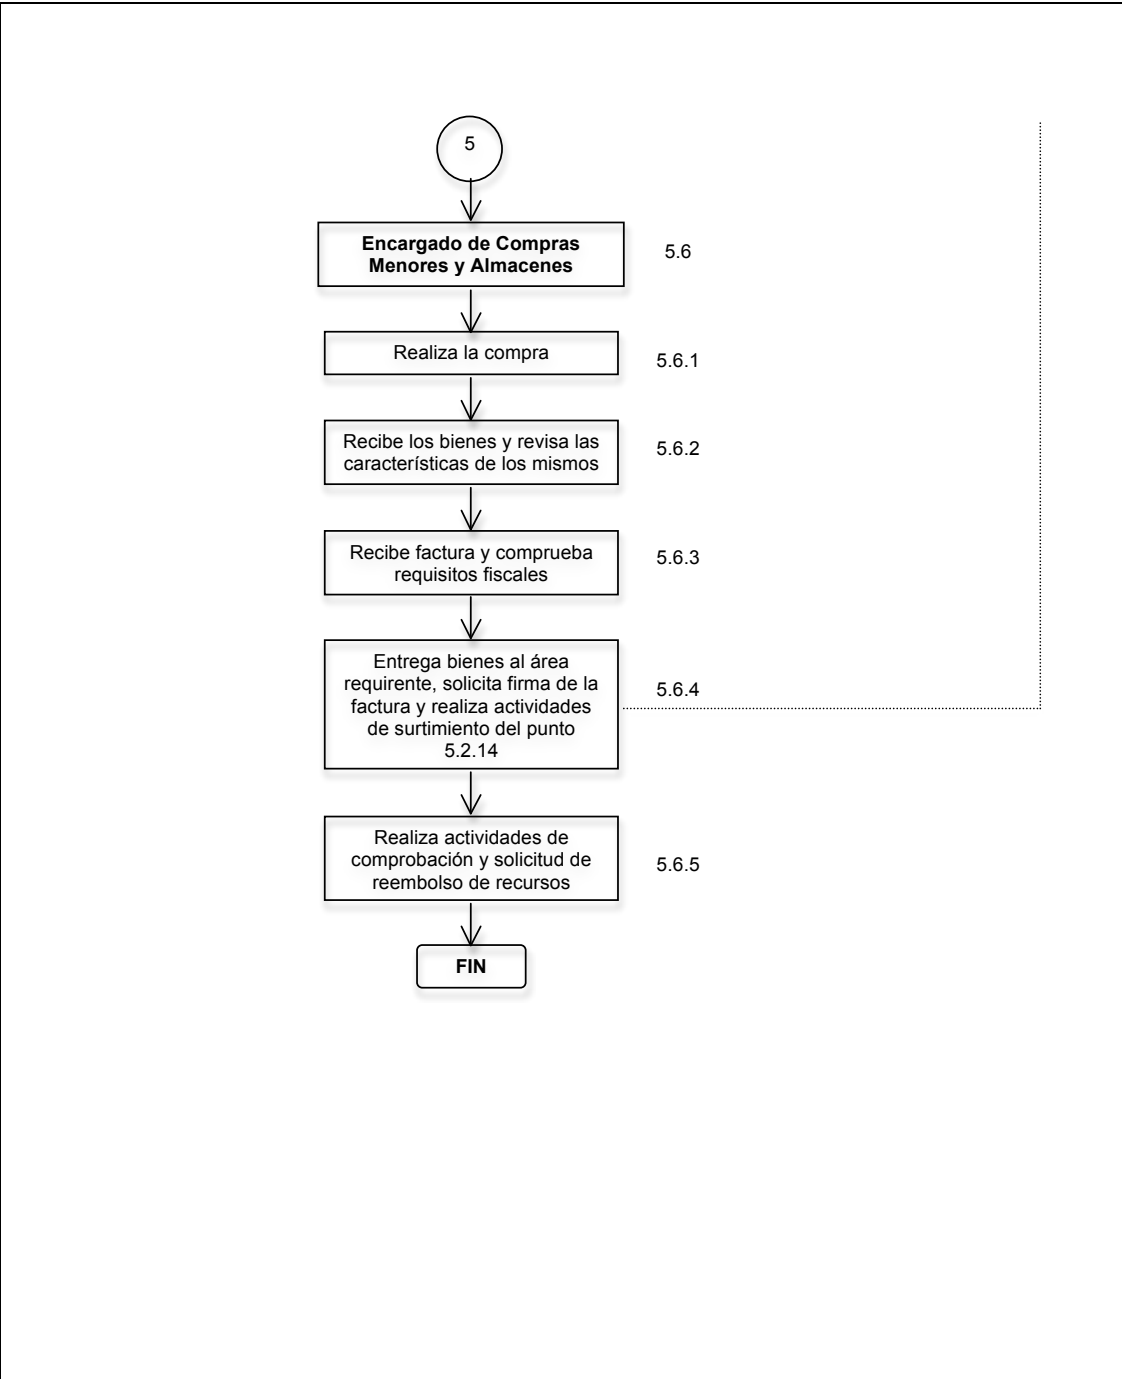 5
Encargado de Compras
Menores y Almacenes
5.6
Realiza la compra
5.6.1
Recibe los bienes y revisa las
características de los mismos
5.6.2
Recibe factura y comprueba
requisitos fiscales
5.6.3
Entrega bienes al área
requirente, solicita firma de la
factura y realiza actividades
de surtimiento del punto
5.2.14
5.6.4
Realiza actividades de
comprobación y solicitud de
reembolso de recursos
5.6.5
FIN